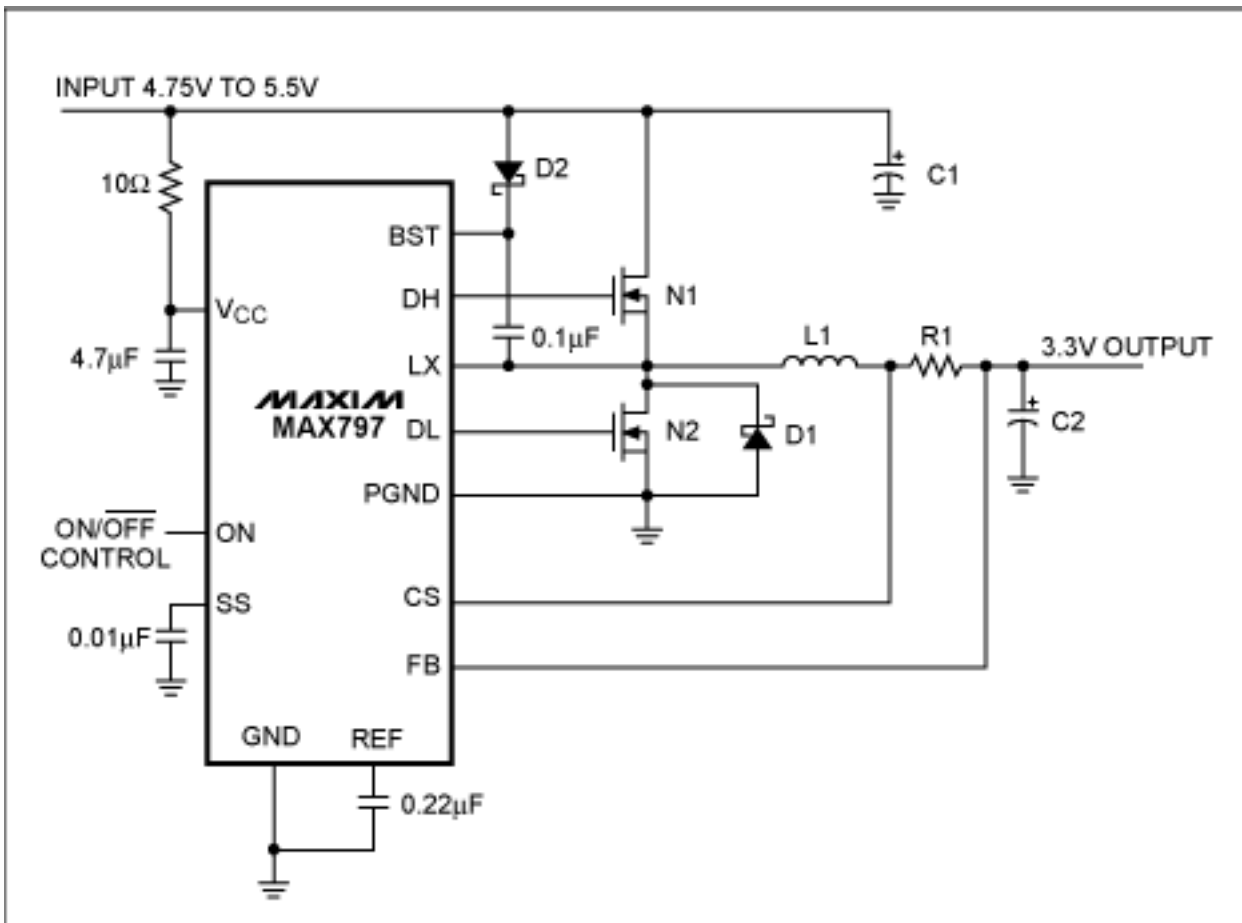 INPUT 4.75V TO 5.5V
D2
C1
10Ω
BST
DH
N1
VCC
0.1µF
L1
R1
3.3V OUTPUT
4.7µF
LX
MAXIM
MAX797
DL
N2
D1
C2
PGND
ON/OFF
CONTROL
ON
CS
SS
0.01µF
FB
GND
REF
0.22µF